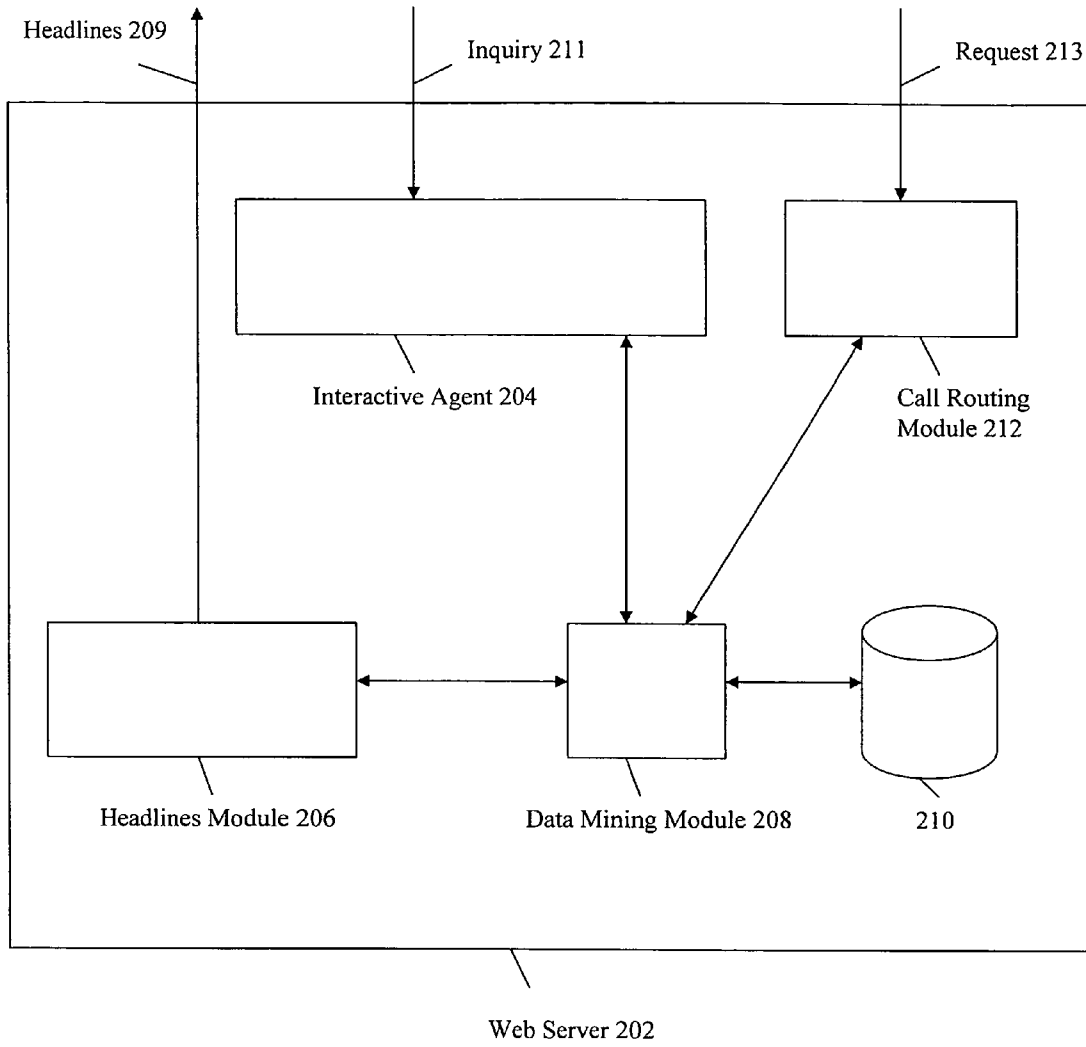 Headlines 209
Inquiry 211
Request 213
Interactive Agent 204
Call Routing
Module 212
Headlines Module 206
Data Mining Module 208
210
Web Server 202